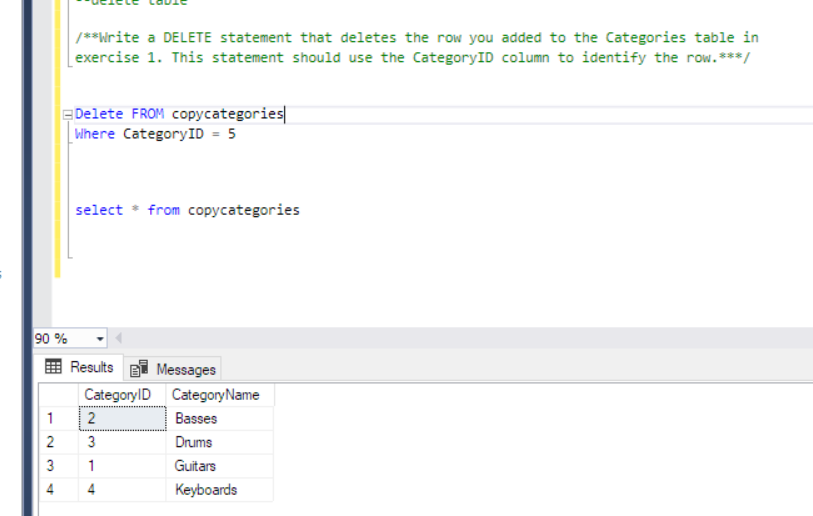 --delete table
/**Write a DELETE statement that deletes the row you added to the Categories table in
exercise 1. This statement should use the CategoryID column to identify the row.***/
Delete FROM copycategories
Where CategoryID = 5
select * from copycategories
90 %
Results Messages
CategoryID CategoryName
1 2 Basses
2 3 Drums
3 1 Guitars
4 4 Keyboards